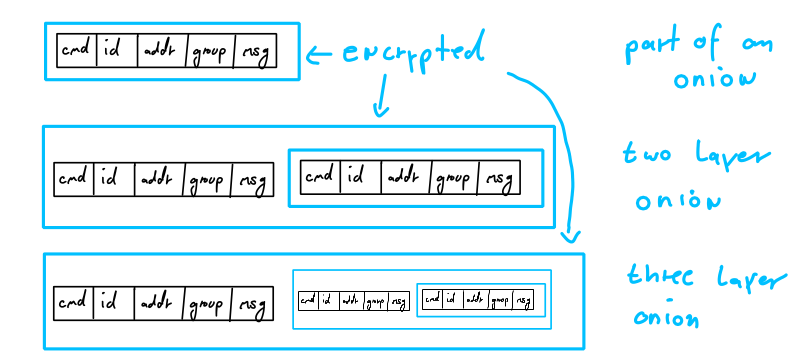 cmd id addr group msg ← encrypted part of an
onion
cmd id addr group msg cmd id addr group msg two layer
onion
cmd id addr group msg cmd id addr group msg cmd id addr group msg three layer
onion